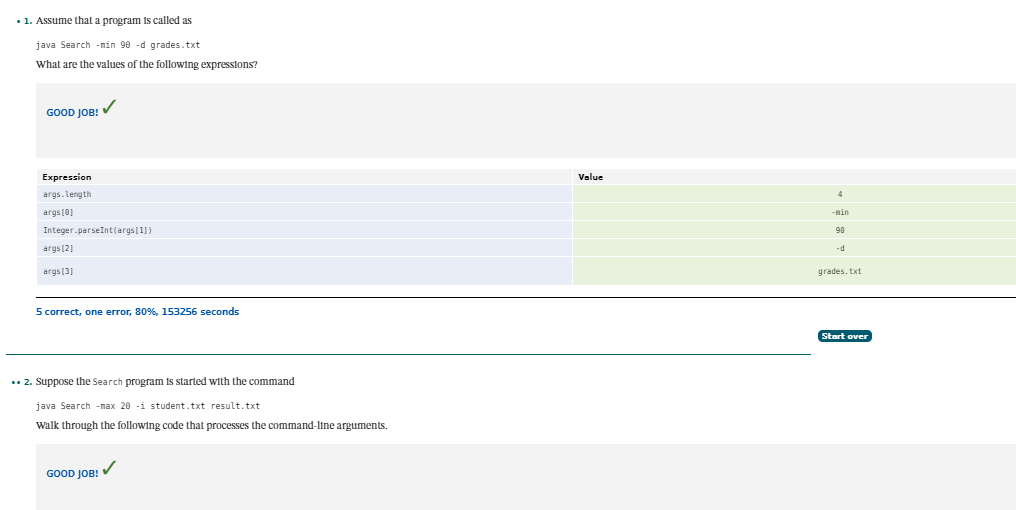 •1. Assume that a program is called as
java Search -min 90 -d grades.txt
What are the values of the following expressions?
GOOD JOB! ✓
Expression Value
args.length 4
args[0] -min
Integer.parseInt(args[1]) 90
args[2] -d
args[3] grades.txt
5 correct, one error, 80%, 153256 seconds
Start over
••2. Suppose the Search program is started with the command
java Search -max 20 -i student.txt result.txt
Walk through the following code that processes the command-line arguments.
GOOD JOB! ✓